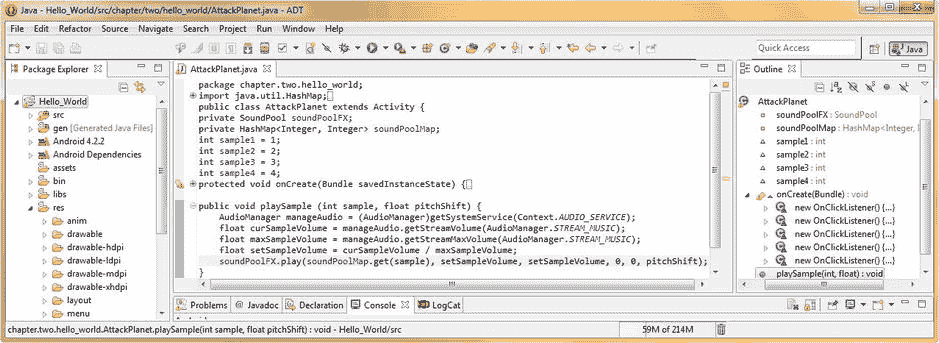 Java - Hello_World/src/chapter/two/hello_world/AttackPlanet.java - ADT
File Edit Refactor Source Navigate Search Project Run Window Help
Quick Access
Java
Package Explorer
Hello_World
src
gen [Generated Java Files]
Android 4.2.2
Android Dependencies
assets
bin
libs
res
anim
drawable
drawable-hdpi
drawable-ldpi
drawable-mdpi
drawable-xhdpi
layout
menu
AttackPlanet.java
package chapter.two.hello_world;
import java.util.HashMap;
public class AttackPlanet extends Activity {
private SoundPool soundPoolFX;
private HashMap<Integer, Integer> soundPoolMap;
int sample1 = 1;
int sample2 = 2;
int sample3 = 3;
int sample4 = 4;
protected void onCreate(Bundle savedInstanceState) {
public void playSample (int sample, float pitchShift) {
AudioManager manageAudio = (AudioManager)getSystemService(Context.AUDIO_SERVICE);
float curSampleVolume = manageAudio.getStreamVolume(AudioManager.STREAM_MUSIC);
float maxSampleVolume = manageAudio.getStreamMaxVolume(AudioManager.STREAM_MUSIC);
float setSampleVolume = curSampleVolume / maxSampleVolume;
soundPoolFX.play(soundPoolMap.get(sample), setSampleVolume, setSampleVolume, 0, 0, pitchShift);
}
Outline
AttackPlanet
soundPoolFX : SoundPool
soundPoolMap : HashMap<Integer, I
sample1 : int
sample2 : int
sample3 : int
sample4 : int
onCreate(Bundle) : void
new OnClickListener() {...}
new OnClickListener() {...}
new OnClickListener() {...}
new OnClickListener() {...}
new OnClickListener() {...}
playSample(int, float) : void
Problems @ Javadoc Declaration Console LogCat
chapter.two.hello_world.AttackPlanet.playSample(int sample, float pitchShift) : void - Hello_World/src
59M of 214M